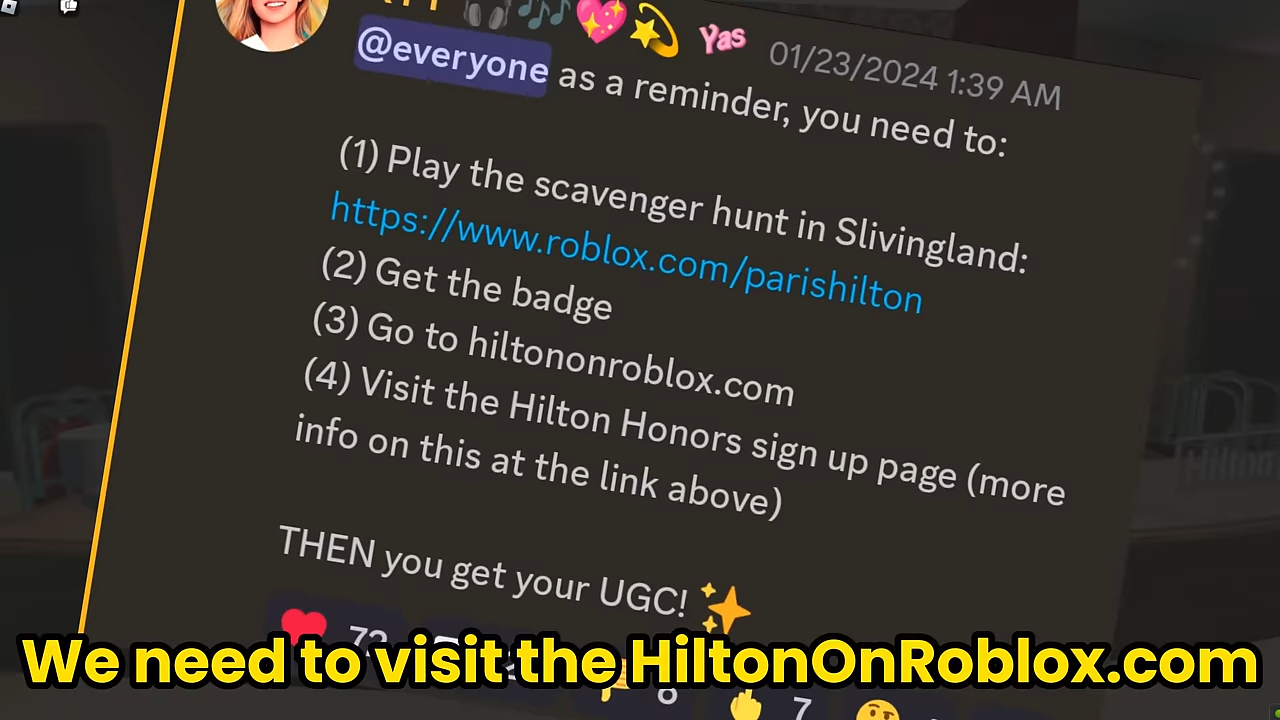 Yas 01/23/2024 1:39 AM
@everyone as a reminder, you need to:
(1) Play the scavenger hunt in Slivingland:
https://www.roblox.com/parishilton
(2) Get the badge
(3) Go to hiltononroblox.com
(4) Visit the Hilton Honors sign up page (more
info on this at the link above)
THEN you get your UGC!
Hilton
We need to visit the HiltonOnRoblox.com